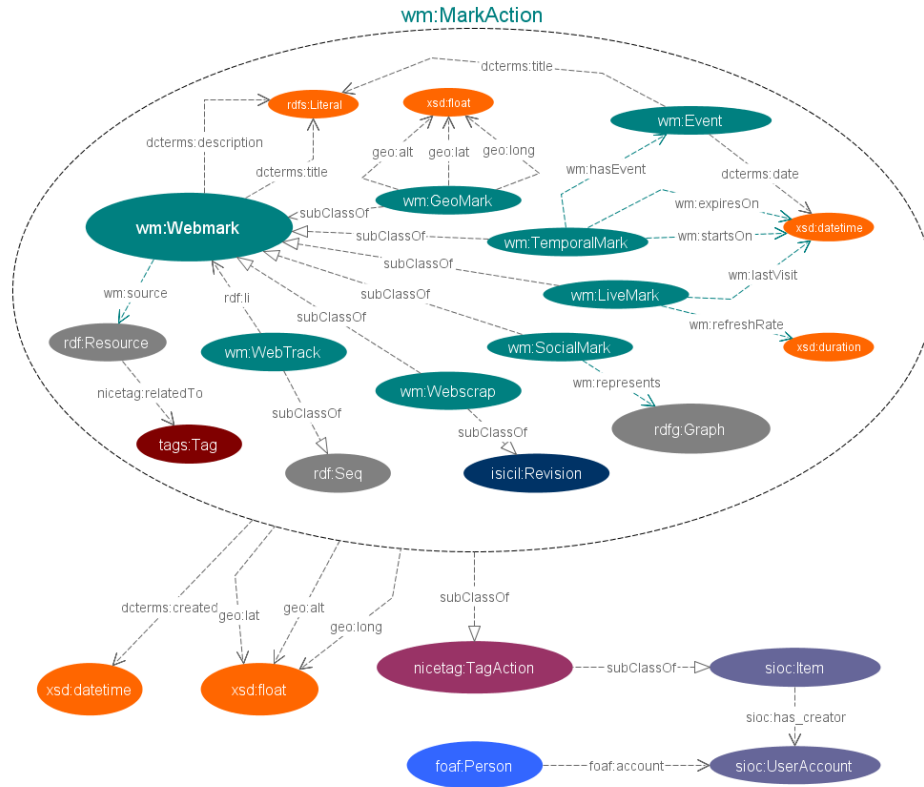 wm:MarkAction
dcterms:title
rdfs:Literal
xsd:float
wm:Event
dcterms:description
geo:alt
geo:lat
geo:long
wm:hasEvent
dcterms:title
dcterms:date
wm:GeoMark
wm:expiresOn
subClassOf
wm:Webmark
subClassOf
wm:TemporalMark
wm:startsOn
xsd:datetime
subClassOf
wm:lastVisit
wm:source
rdf:li
subClassOf
wm:LiveMark
subClassOf
wm:refreshRate
rdf:Resource
wm:WebTrack
wm:SocialMark
xsd:duration
nicetag:relatedTo
wm:Webscrap
wm:represents
subClassOf
tags:Tag
subClassOf
rdfg:Graph
rdf:Seq
isicil:Revision
dcterms:created
geo:lat
geo:alt
geo:long
subClassOf
xsd:datetime
xsd:float
nicetag:TagAction
subClassOf
sioc:Item
sioc:has_creator
foaf:Person
foaf:account
sioc:UserAccount